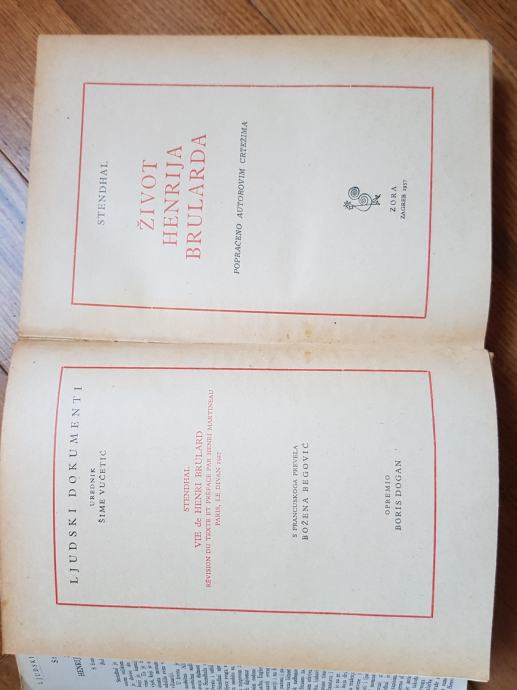 LJUDSKI DOKUMENTI
UREDNIK
ŠIME VUČETIĆ
STENDHAL
VIE de HENRI BRULARD
RÉVISION DU TEXTE ET PRÉFACE PAR HENRI MARTINEAU
PARIS, LE DIVAN 1927
S FRANCUSKOGA PREVELA
BOŽENA BEGOVIĆ
OPREMIO
BORIS DOGAN
STENDHAL
ŽIVOT
HENRIJA
BRULARDA
POPRAĆENO AUTOROVIM CRTEŽIMA
ZORA
ZAGREB 1957
LJUDSKI